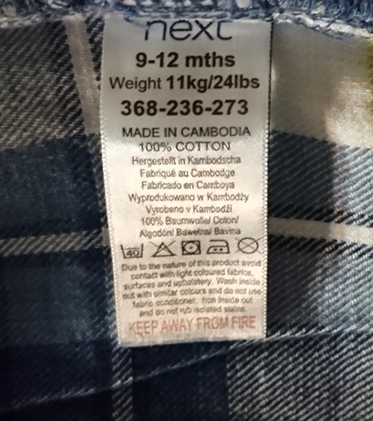 next
9-12 mths
Weight 11kg/24lbs
368-236-273
MADE IN CAMBODIA
100% COTTON
Hergestellt in Kambodscha
Fabriqué au Cambodge
Fabricado en Camboya
Wyprodukowano w Kambodży
Vyrobeno v Kambodži
100% Baumwolle/ Coton/
Algodón/ Bawełna/ Bavlna
40
Due to the nature of this product avoid
contact with light coloured fabrics,
surfaces and upholstery. Wash inside
out with similar colours and do not use
fabric conditioner, iron inside out
and do not rub isolated stains.
KEEP AWAY FROM FIRE